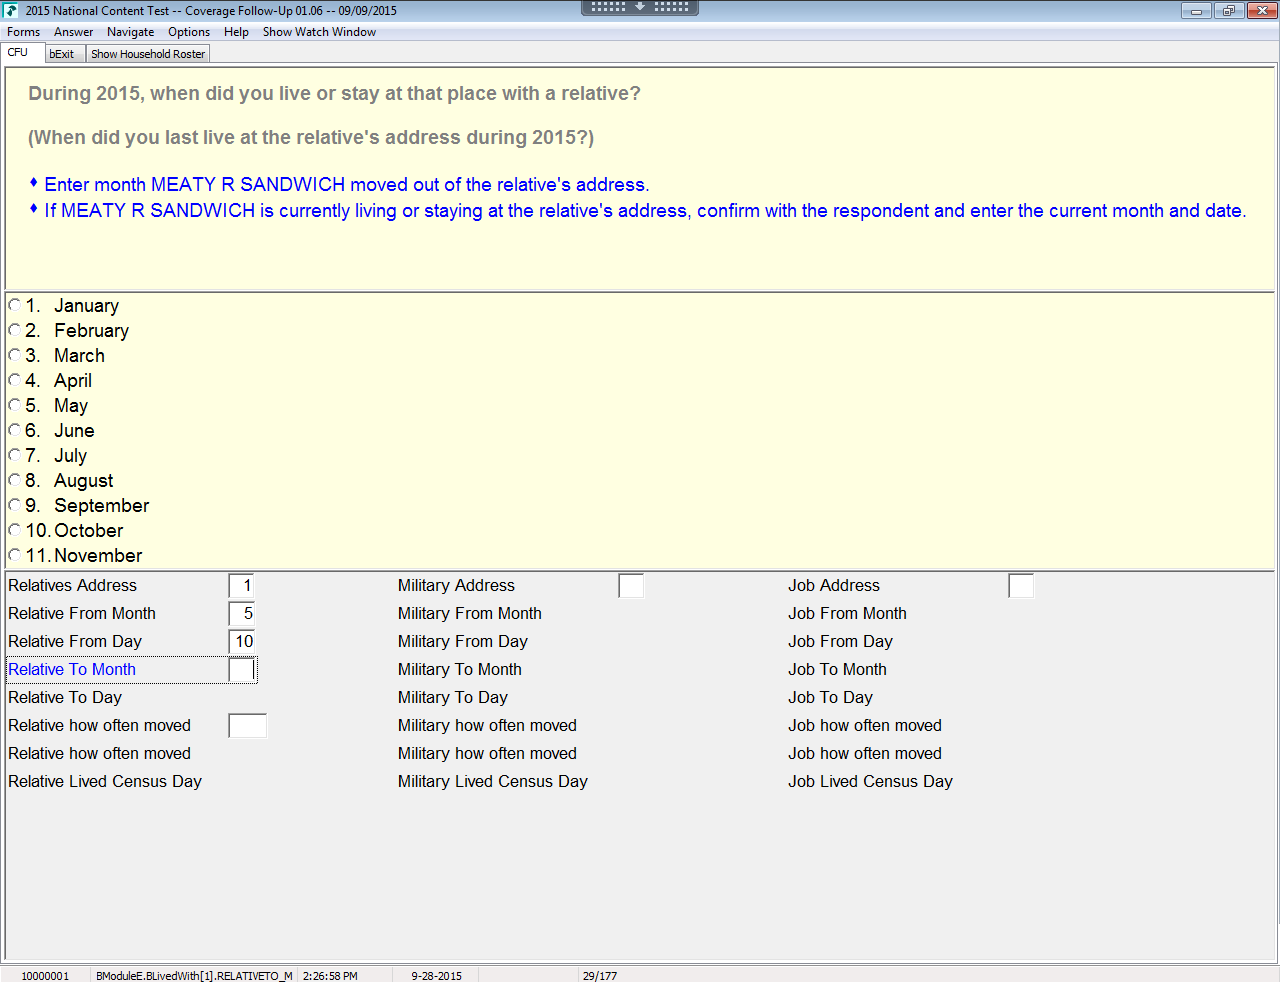 2015 National Content Test -- Coverage Follow-Up 01.06 -- 09/09/2015
Forms Answer Navigate Options Help Show Watch Window
CFU bExit Show Household Roster
During 2015, when did you live or stay at that place with a relative?
(When did you last live at the relative's address during 2015?)
♦ Enter month MEATY R SANDWICH moved out of the relative's address.
♦ If MEATY R SANDWICH is currently living or staying at the relative's address, confirm with the respondent and enter the current month and date.
1. January
2. February
3. March
4. April
5. May
6. June
7. July
8. August
9. September
10. October
11. November
Relatives Address 1 Military Address Job Address
Relative From Month 5 Military From Month Job From Month
Relative From Day 10 Military From Day Job From Day
Relative To Month Military To Month Job To Month
Relative To Day Military To Day Job To Day
Relative how often moved Military how often moved Job how often moved
Relative how often moved Military how often moved Job how often moved
Relative Lived Census Day Military Lived Census Day Job Lived Census Day
10000001 BModuleE.BLivedWith[1].RELATIVETO_M 2:26:58 PM 9-28-2015 29/177